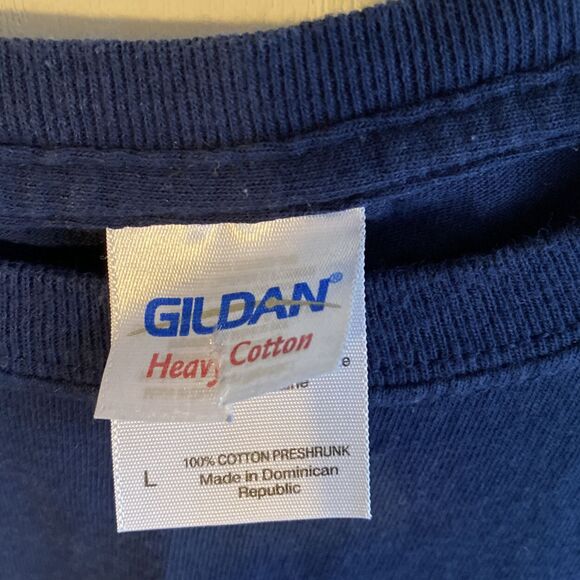 GILDAN®
Heavy Cotton
L
100% COTTON PRESHRUNK
Made in Dominican
Republic